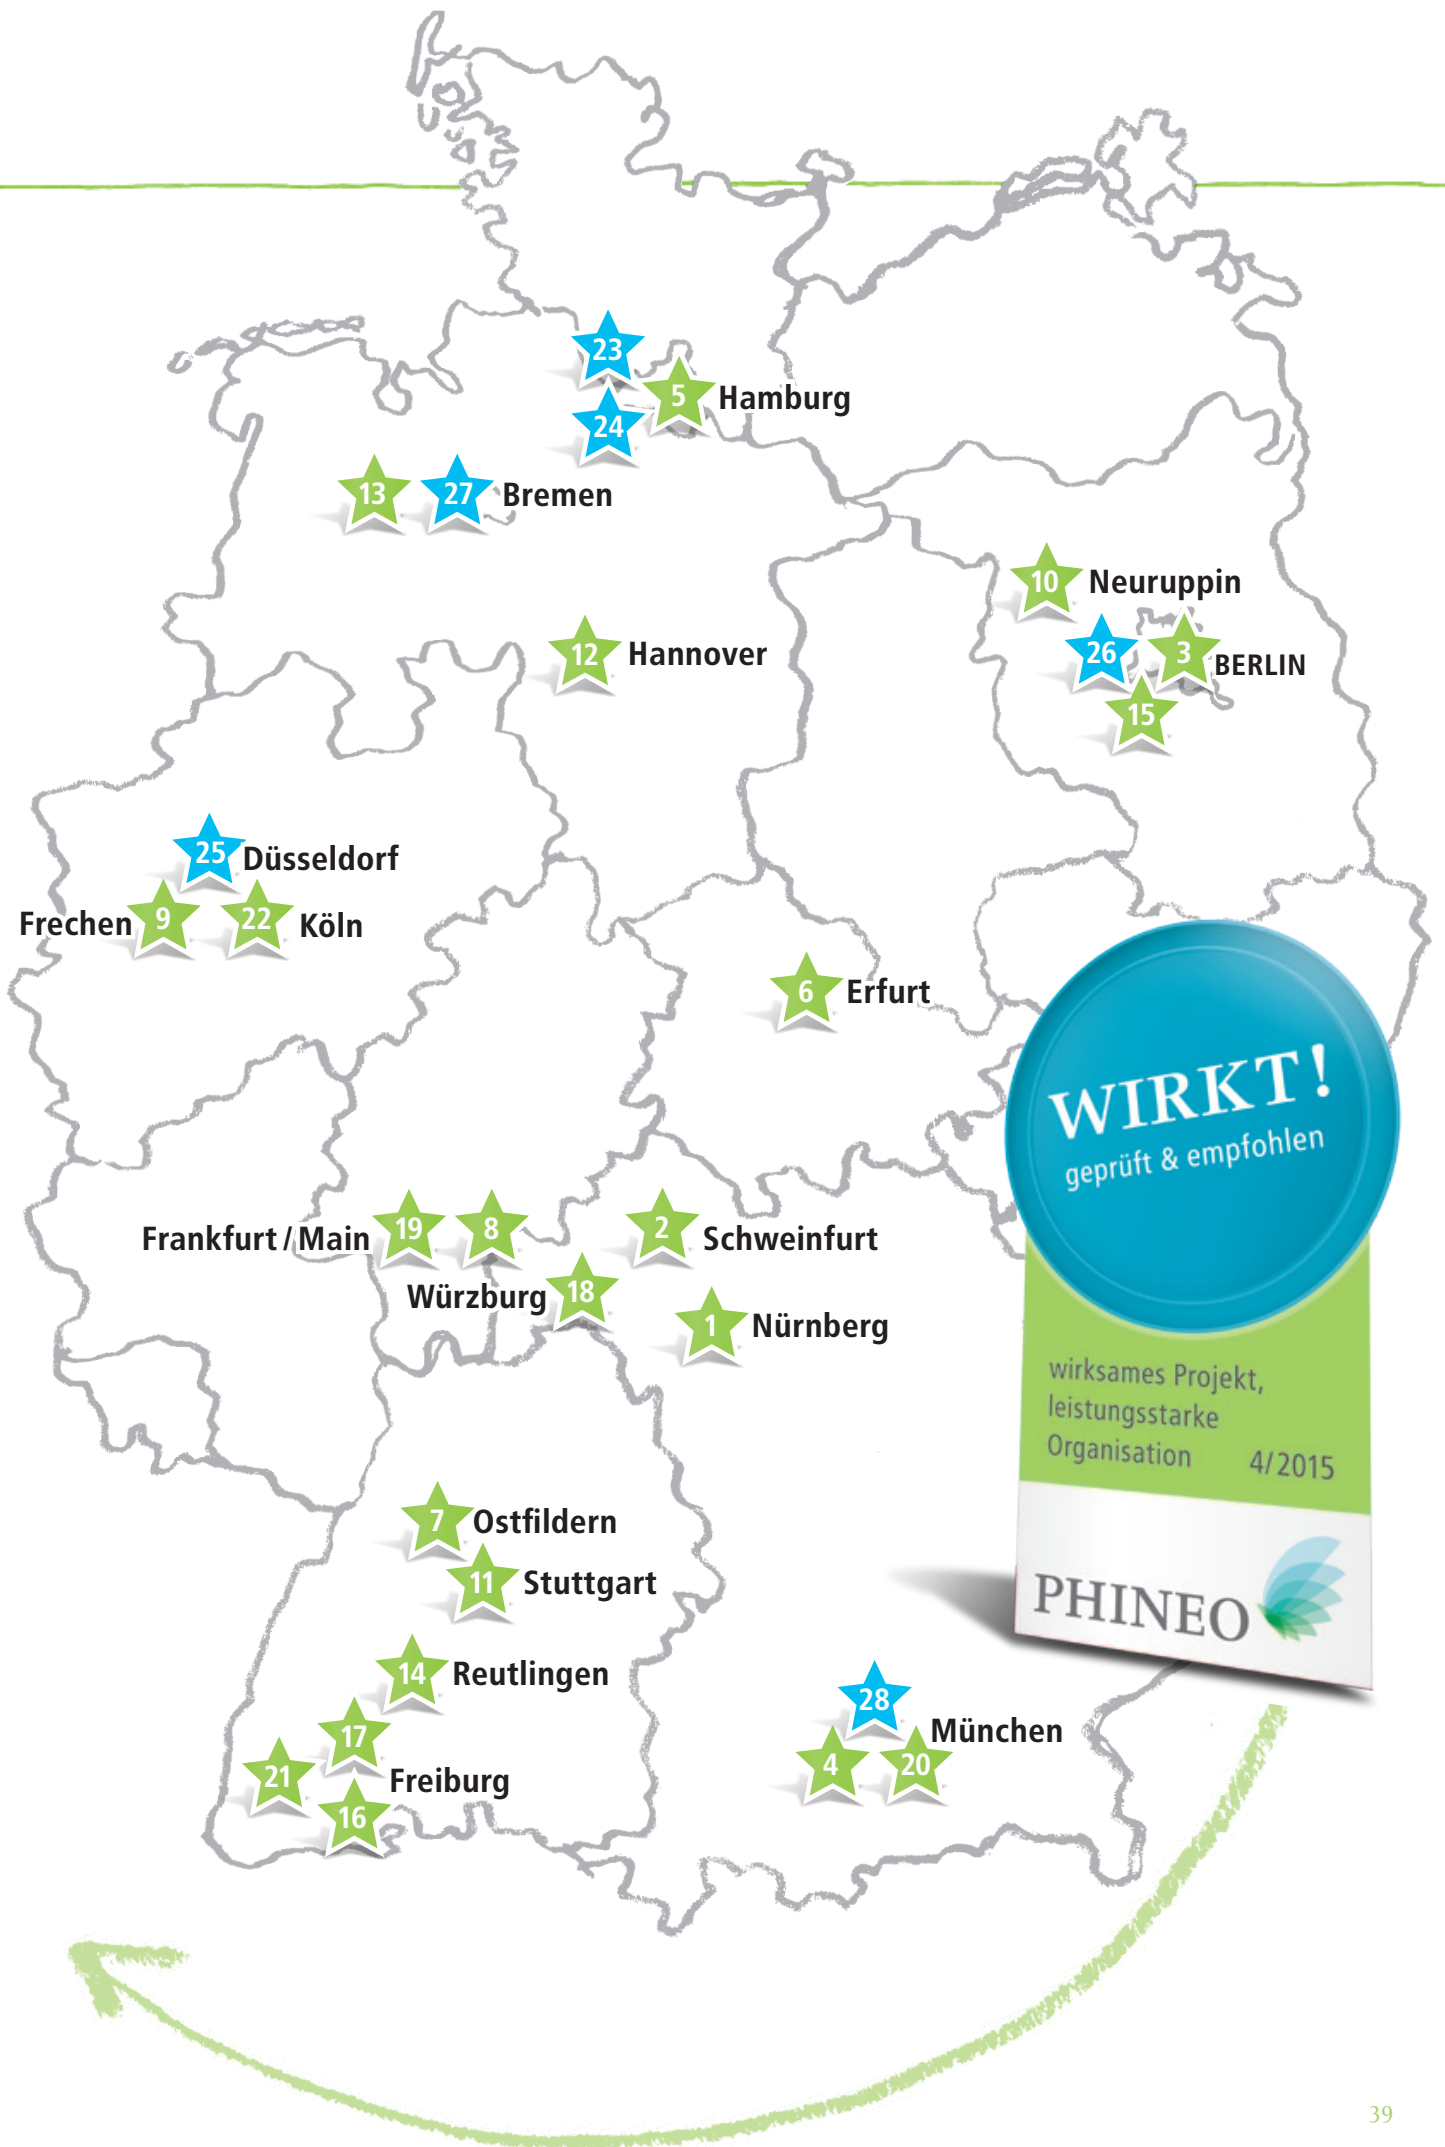 23
5 Hamburg
24
13 27 Bremen
10 Neuruppin
12 Hannover
26 3 BERLIN
15
25 Düsseldorf
Frechen 9 22 Köln
6 Erfurt
WIRKT!
geprüft & empfohlen
Frankfurt / Main 19 8 2 Schweinfurt
Würzburg 18
1 Nürnberg
wirksames Projekt,
leistungsstarke
Organisation 4/2015
7 Ostfildern
11 Stuttgart
PHINEO
14 Reutlingen
28
München
17
4 20
21 Freiburg
16
39